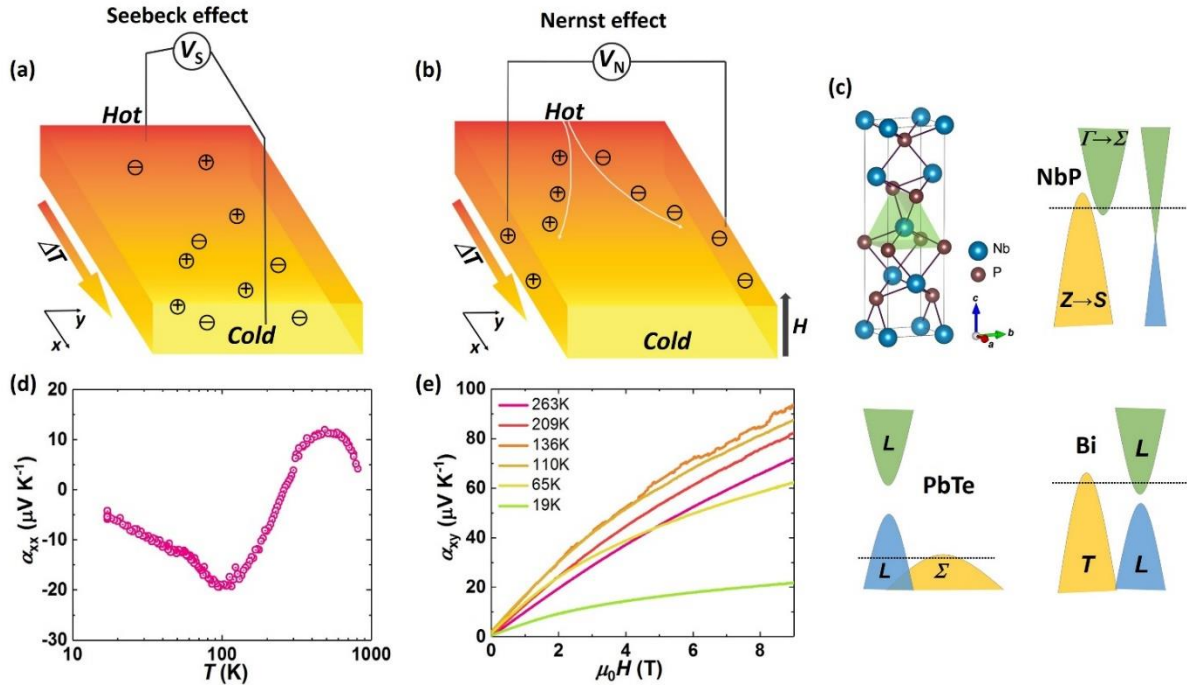 Seebeck effect
Nernst effect
(a)
V_S
Hot
ΔT
y
x
Cold
(b)
V_N
Hot
ΔT
y
x
Cold
H
(c)
Nb
P
c
b
a
NbP
Γ→Σ
Z→S
L
L
Σ
PbTe
Bi
L
T
L
(d)
20
10
0
-10
-20
-30
α_xx (µV K⁻¹)
10
100
1000
T (K)
(e)
100
80
60
40
20
0
α_xy (µV K⁻¹)
263K
209K
136K
110K
65K
19K
0
2
4
6
8
µ₀H (T)